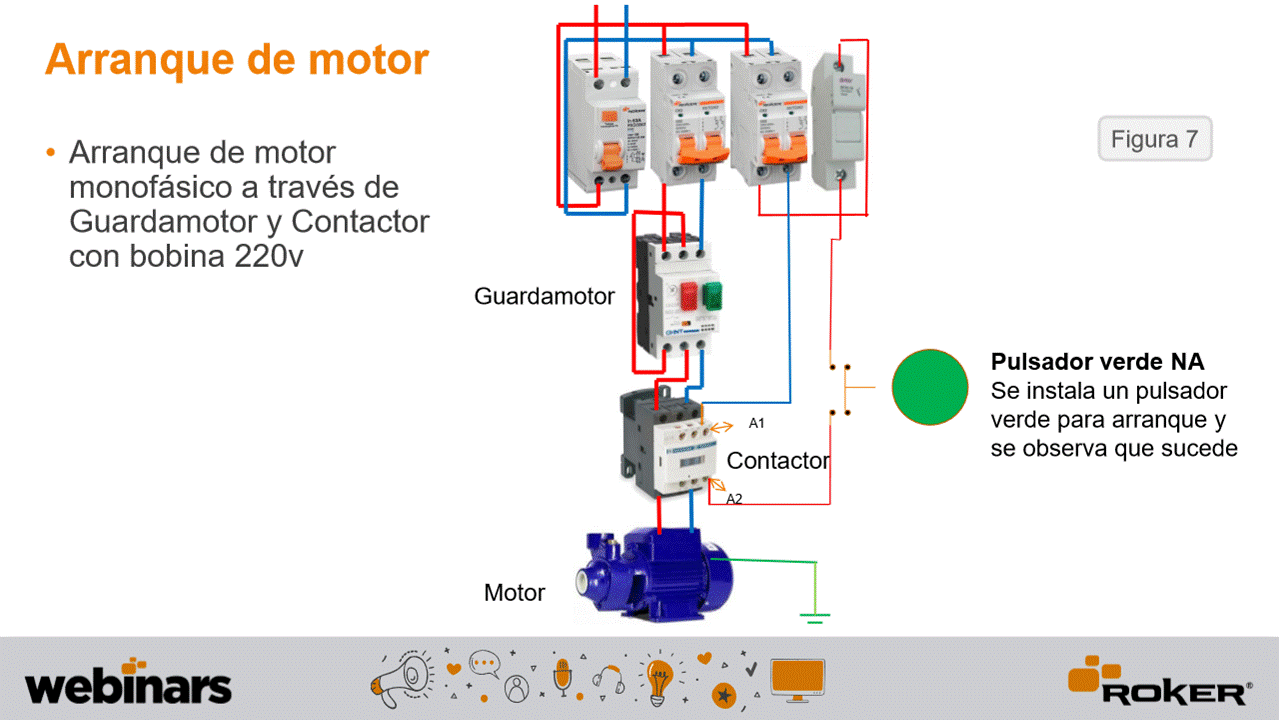 Arranque de motor
• Arranque de motor
monofásico a través de
Guardamotor y Contactor
con bobina 220v
Figura 7
Guardamotor
Pulsador verde NA
Se instala un pulsador
verde para arranque y
se observa que sucede
A1
Contactor
A2
Motor
webinars
ROKER®